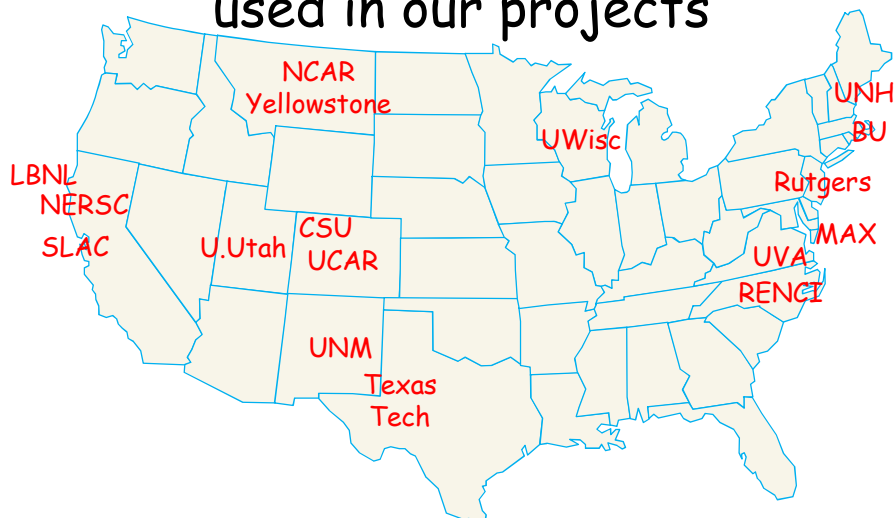 used in our projects
NCAR
Yellowstone
UNH
BU
UWisc
LBNL
NERSC
SLAC
Rutgers
U.Utah
CSU
UCAR
MAX
UVA
RENCI
UNM
Texas
Tech